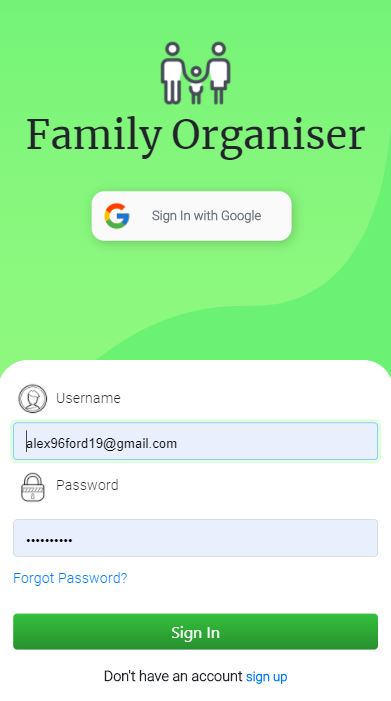 Family Organiser
Sign In with Google
Username
alex96ford19@gmail.com
Password
••••••••••
Forgot Password?
Sign In
Don't have an account sign up